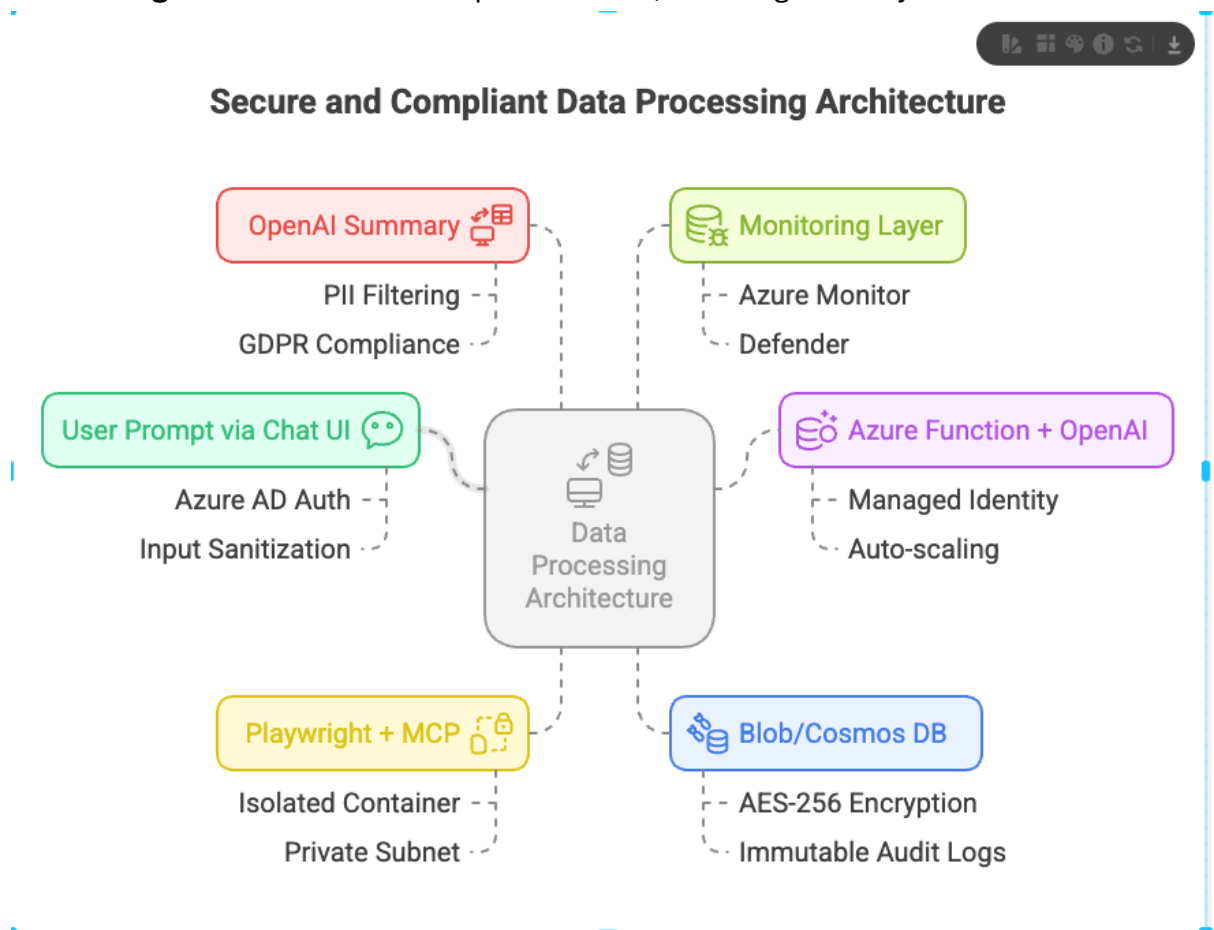 Secure and Compliant Data Processing Architecture
OpenAI Summary
PII Filtering
GDPR Compliance
Monitoring Layer
Azure Monitor
Defender
User Prompt via Chat UI
Azure AD Auth
Input Sanitization
Data
Processing
Architecture
Azure Function + OpenAI
Managed Identity
Auto-scaling
Playwright + MCP
Isolated Container
Private Subnet
Blob/Cosmos DB
AES-256 Encryption
Immutable Audit Logs